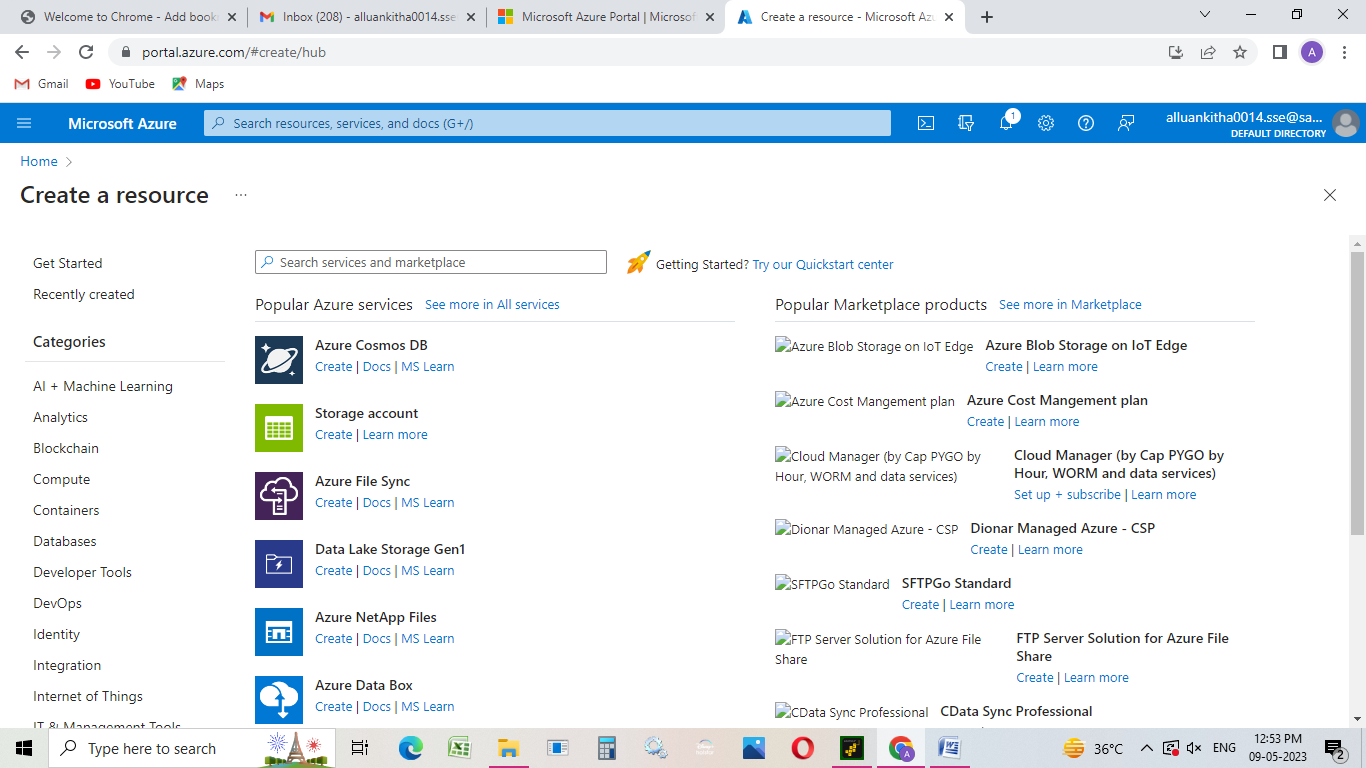 Welcome to Chrome - Add book
Inbox (208) - alluankitha0014.sse
Microsoft Azure Portal | Microsof
Create a resource - Microsoft Azu
portal.azure.com/#create/hub
A
Gmail
YouTube
Maps
Microsoft Azure
Search resources, services, and docs (G+/)
1
alluankitha0014.sse@sa...
DEFAULT DIRECTORY
Home
Create a resource
...
Get Started
Recently created
Categories
AI + Machine Learning
Analytics
Blockchain
Compute
Containers
Databases
Developer Tools
DevOps
Identity
Integration
Internet of Things
IT & Management Tools
Search services and marketplace
Getting Started? Try our Quickstart center
Popular Azure services See more in All services
Azure Cosmos DB
Create | Docs | MS Learn
Storage account
Create | Learn more
Azure File Sync
Create | Docs | MS Learn
Data Lake Storage Gen1
Create | Docs | MS Learn
Azure NetApp Files
Create | Docs | MS Learn
Azure Data Box
Create | Docs | MS Learn
Popular Marketplace products See more in Marketplace
Azure Blob Storage on IoT Edge
Azure Blob Storage on IoT Edge
Create | Learn more
Azure Cost Mangement plan
Azure Cost Mangement plan
Create | Learn more
Cloud Manager (by Cap PYGO by
Hour, WORM and data services)
Cloud Manager (by Cap PYGO by
Hour, WORM and data services)
Set up + subscribe | Learn more
Dionar Managed Azure - CSP
Dionar Managed Azure - CSP
Create | Learn more
SFTPGo Standard
SFTPGo Standard
Create | Learn more
FTP Server Solution for Azure File
Share
FTP Server Solution for Azure File
Share
Create | Learn more
CData Sync Professional
CData Sync Professional
Type here to search
A
36°C
ENG
12:53 PM
09-05-2023
2